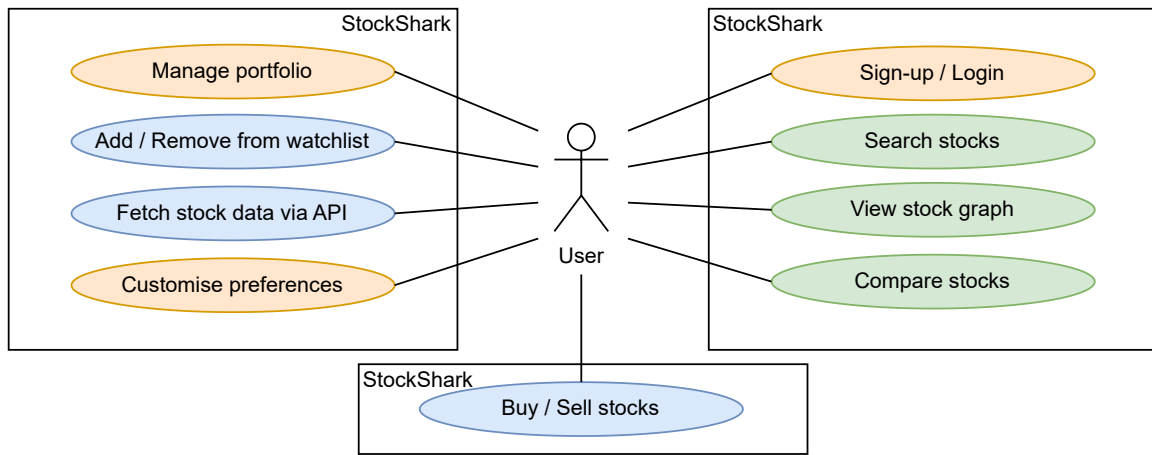 StockShark
Manage portfolio
Add / Remove from watchlist
Fetch stock data via API
Customise preferences
User
StockShark
Sign-up / Login
Search stocks
View stock graph
Compare stocks
StockShark
Buy / Sell stocks